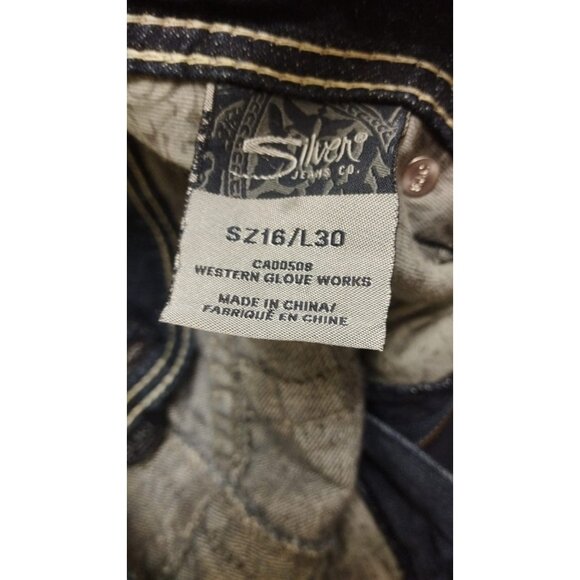 Silver®
JEANS CO.
SZ16/L30
CA00508
WESTERN GLOVE WORKS
MADE IN CHINA/
FABRIQUÉ EN CHINE